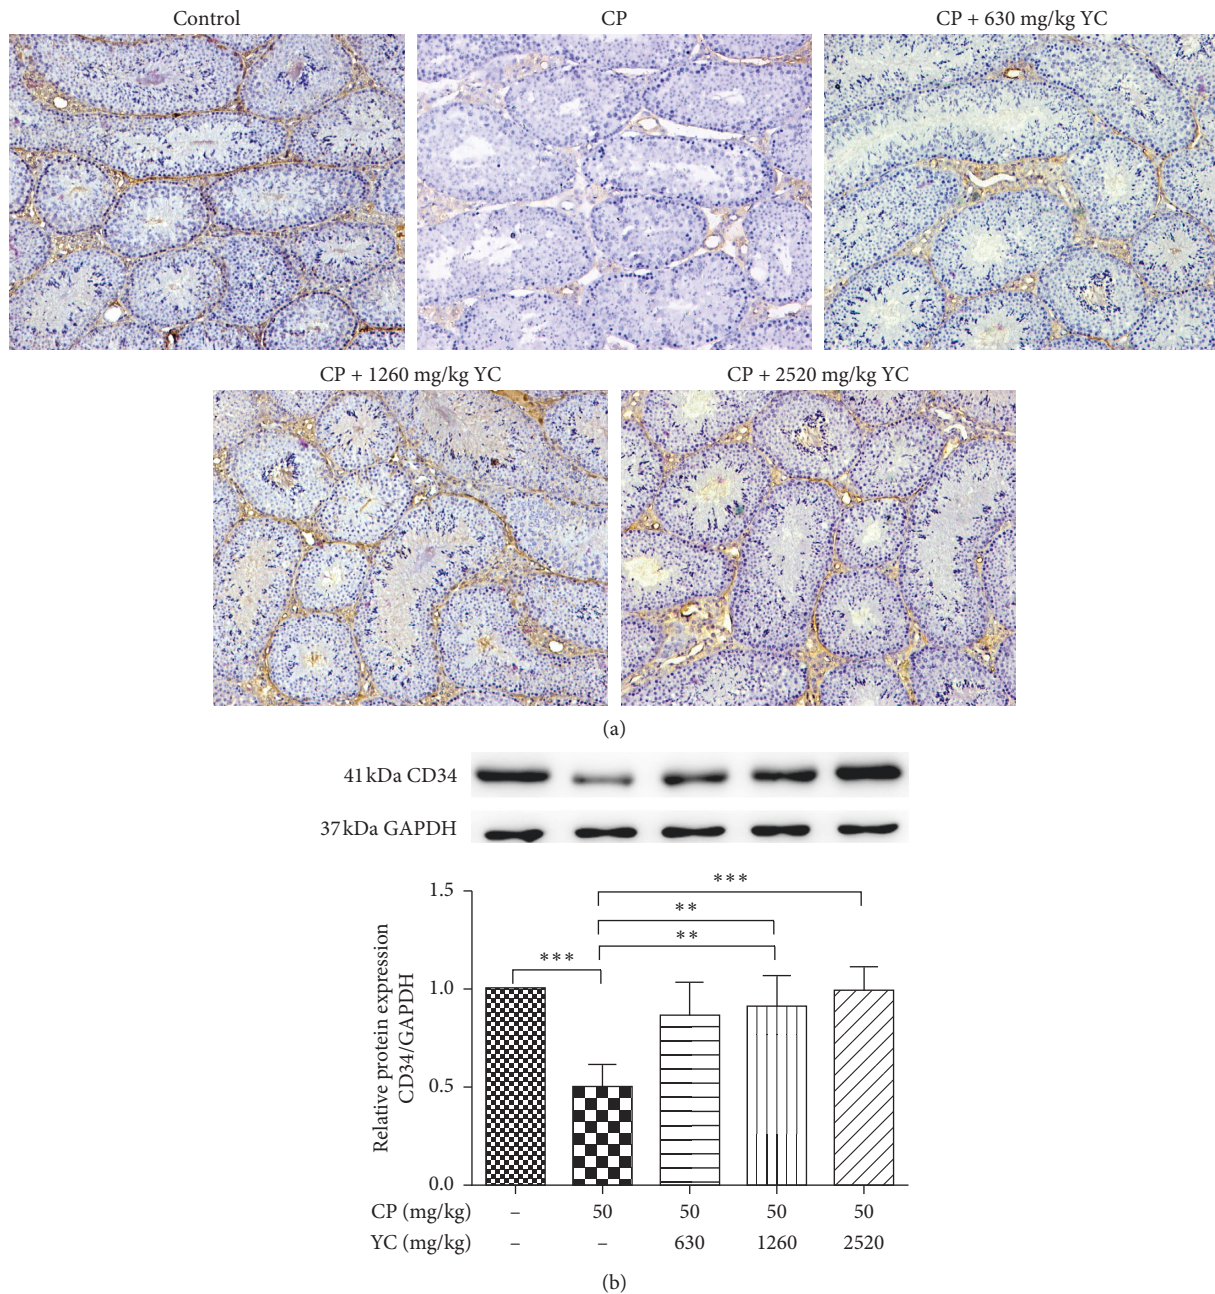 Control
CP
CP + 630 mg/kg YC
CP + 1260 mg/kg YC
CP + 2520 mg/kg YC
(a)
41 kDa CD34
37 kDa GAPDH
Relative protein expression
CD34/GAPDH
1.5
1.0
0.5
0.0
***
**
**
***
CP (mg/kg) – 50 50 50 50
YC (mg/kg) – – 630 1260 2520
(b)